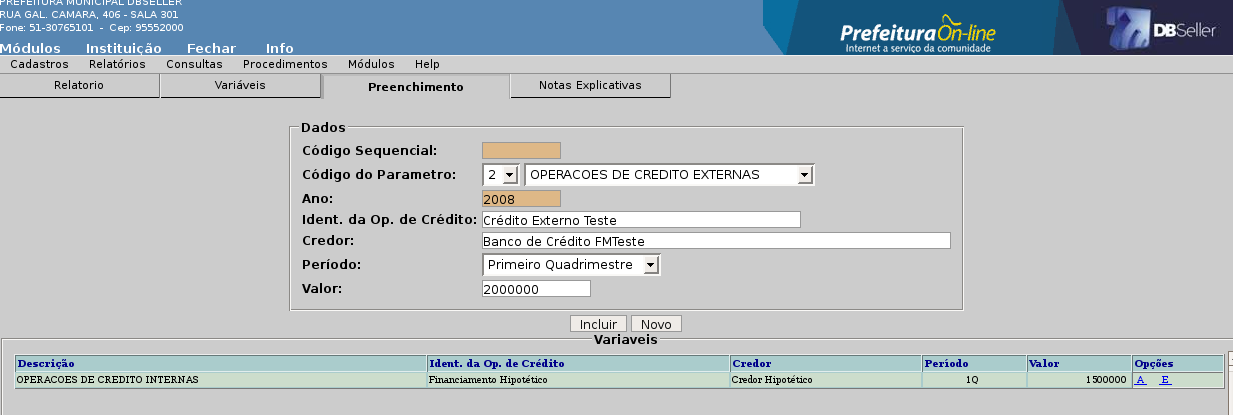 PREFEITURA MUNICIPAL DBSELLER
RUA GAL. CAMARA, 406 - SALA 301
Fone: 51-30765101 - Cep: 95552000
PrefeituraOn-line
Internet a serviço da comunidade
DBSeller
Módulos Instituição Fechar Info
Cadastros Relatórios Consultas Procedimentos Módulos Help
Relatorio Variáveis Preenchimento Notas Explicativas
Dados
Código Sequencial:
Código do Parametro: 2 OPERACOES DE CREDITO EXTERNAS
Ano: 2008
Ident. da Op. de Crédito: Crédito Externo Teste
Credor: Banco de Crédito FMTeste
Período: Primeiro Quadrimestre
Valor: 2000000
Incluir Novo
Variaveis
Descrição Ident. da Op. de Crédito Credor Período Valor Opções
OPERACOES DE CREDITO INTERNAS Financiamento Hipotético Credor Hipotético 1Q 1500000 A E